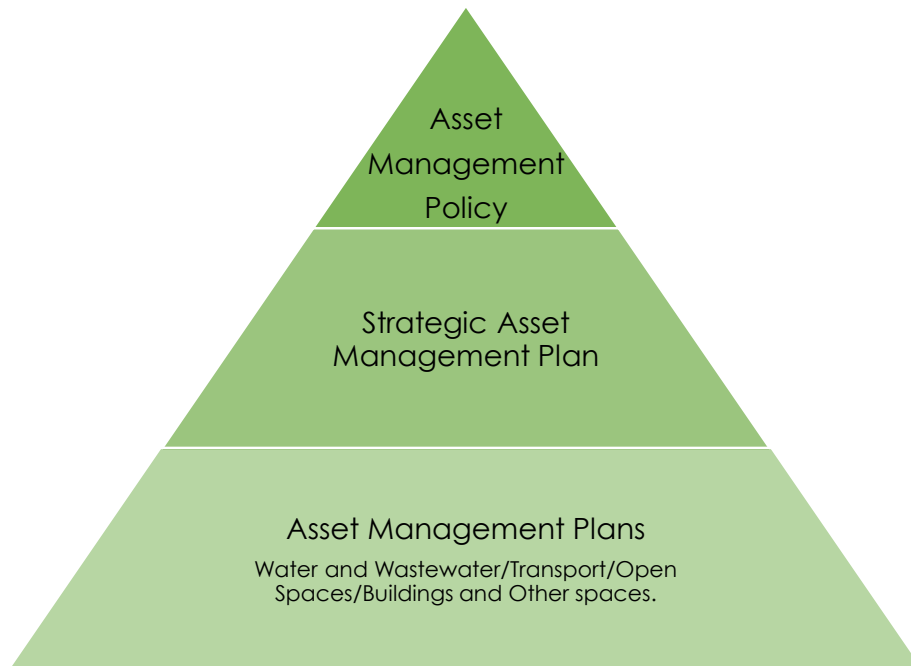 Asset
Management
Policy
Strategic Asset
Management Plan
Asset Management Plans
Water and Wastewater/Transport/Open
Spaces/Buildings and Other spaces.